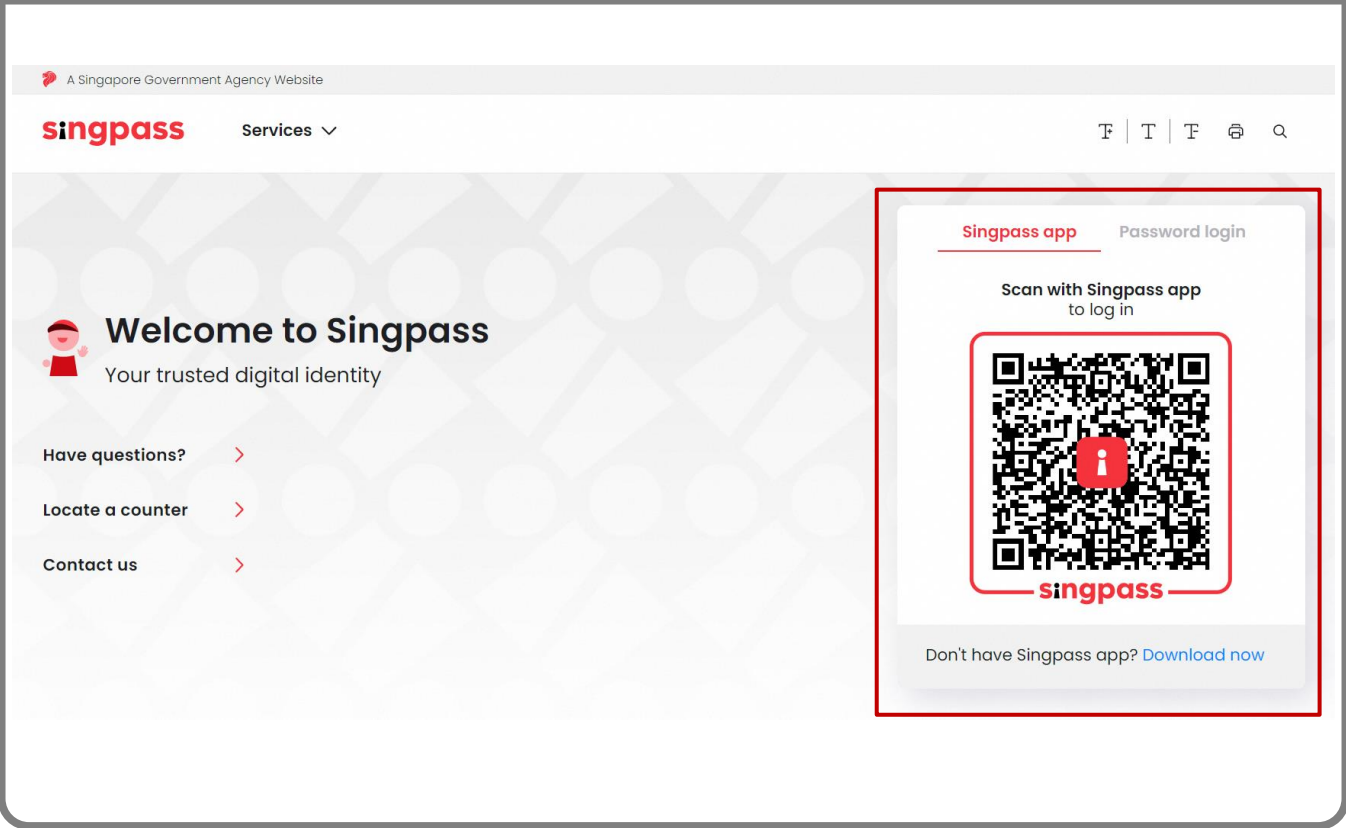 A Singapore Government Agency Website
singpass
Services
Singpass app
Password login
Scan with Singpass app
to log in
Welcome to Singpass
Your trusted digital identity
Have questions?
Locate a counter
Contact us
singpass
Don't have Singpass app? Download now